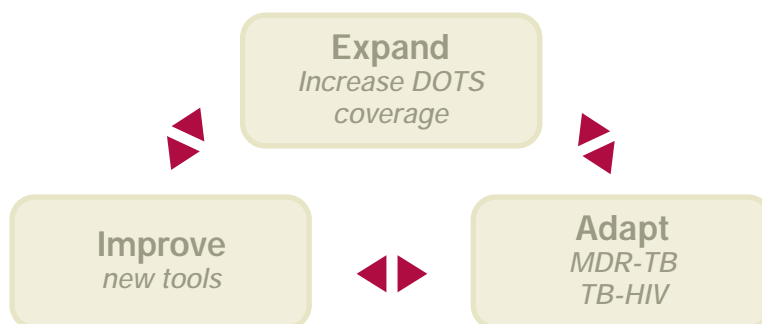 Expand
Increase DOTS
coverage
Improve
new tools
Adapt
MDR-TB
TB-HIV